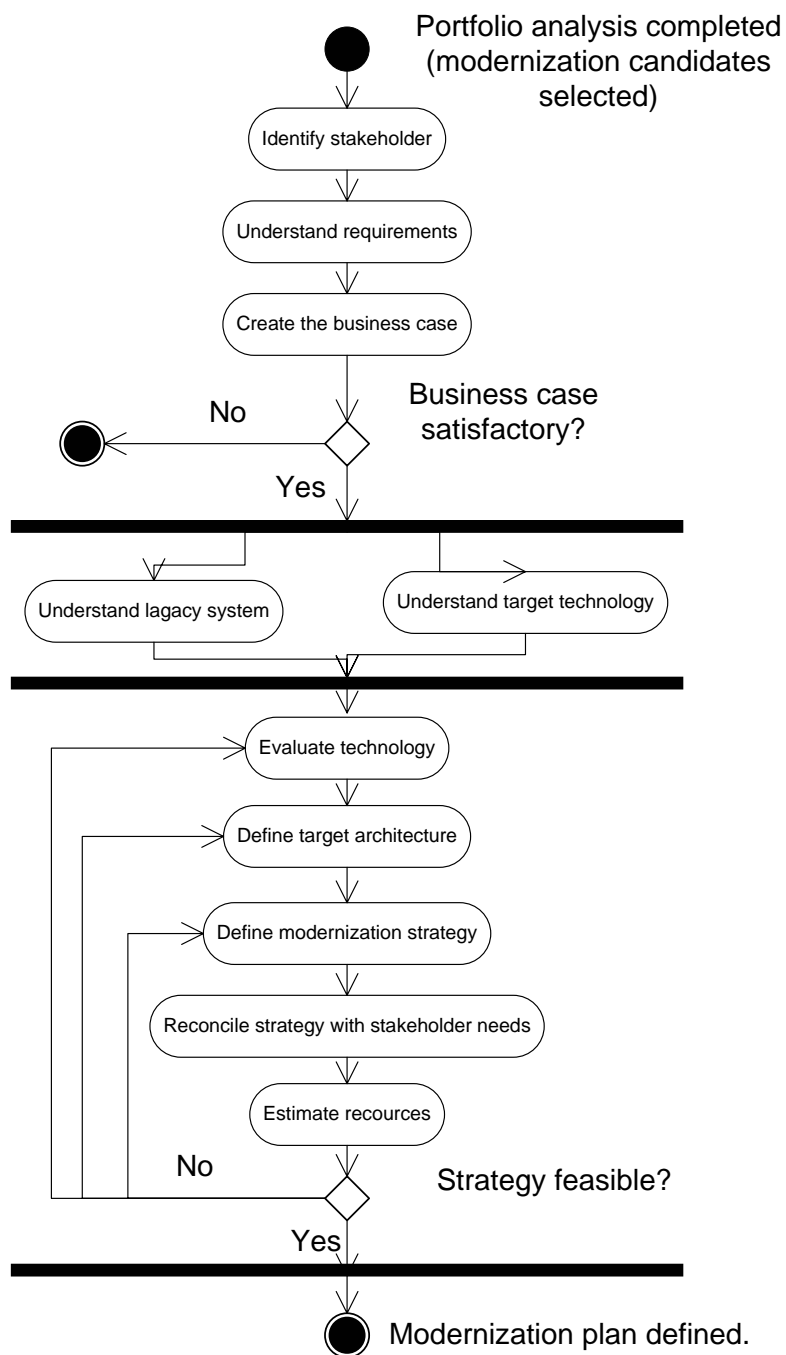 Portfolio analysis completed
(modernization candidates
selected)
Identify stakeholder
Understand requirements
Create the business case
Business case
satisfactory?
No
Yes
Understand lagacy system
Understand target technology
Evaluate technology
Define target architecture
Define modernization strategy
Reconcile strategy with stakeholder needs
Estimate recources
No
Strategy feasible?
Yes
Modernization plan defined.